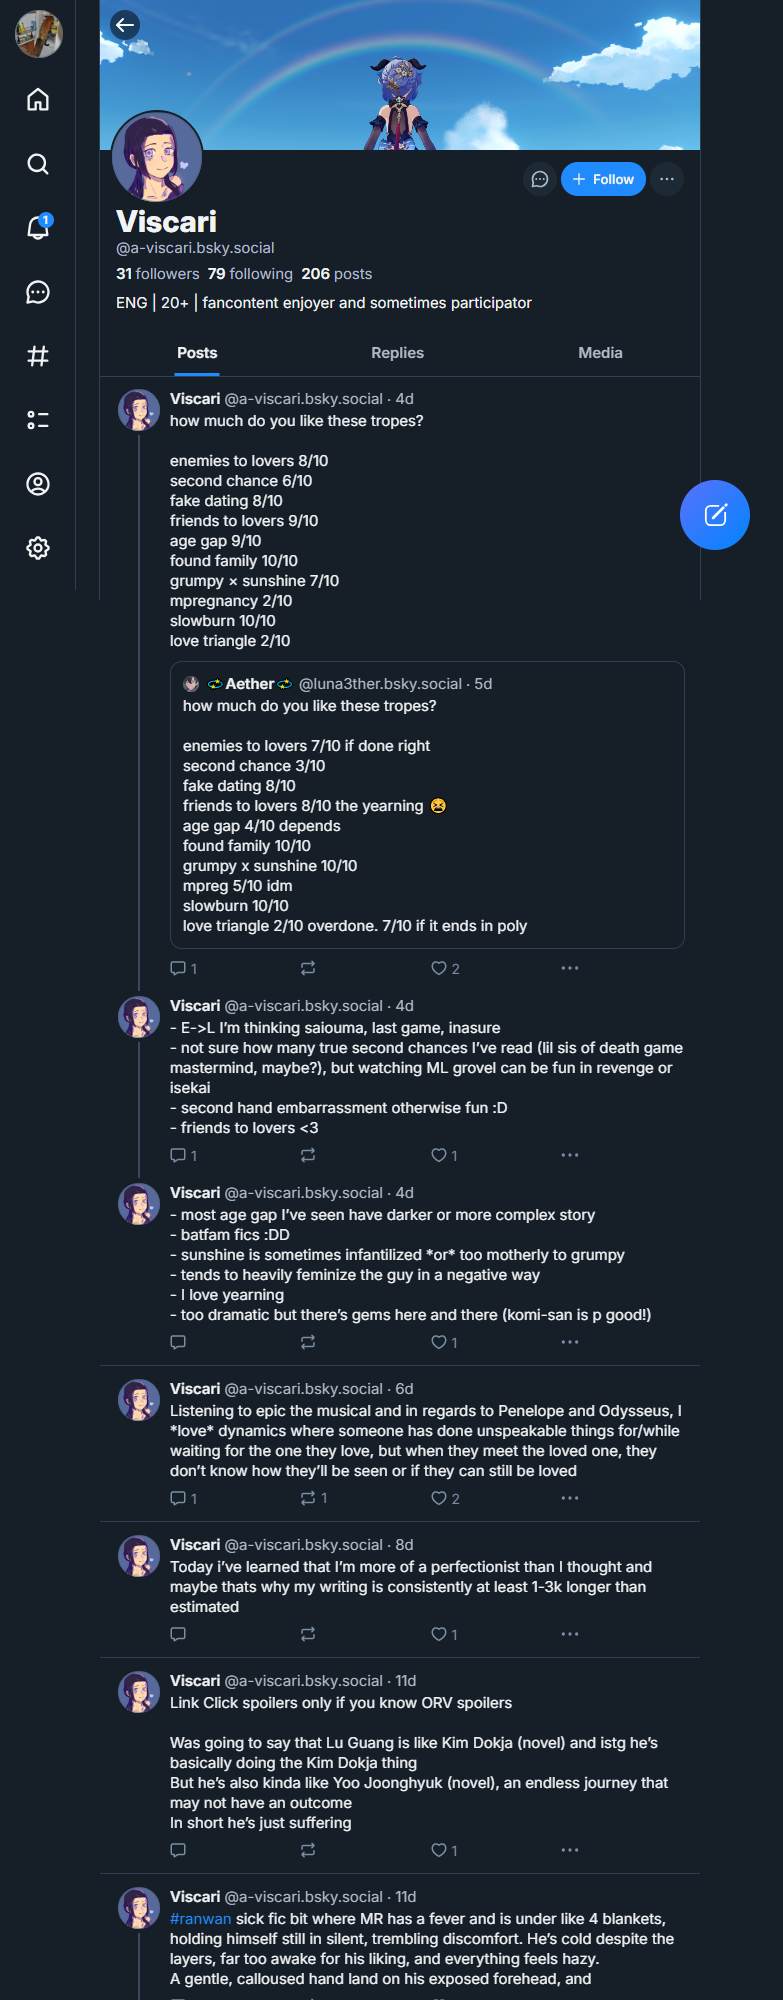 1
+ Follow
Viscari
@a-viscari.bsky.social
31 followers 79 following 206 posts
ENG | 20+ | fancontent enjoyer and sometimes participator
Posts Replies Media
Viscari @a-viscari.bsky.social · 4d
how much do you like these tropes?
enemies to lovers 8/10
second chance 6/10
fake dating 8/10
friends to lovers 9/10
age gap 9/10
found family 10/10
grumpy × sunshine 7/10
mpregnancy 2/10
slowburn 10/10
love triangle 2/10
💫Aether💫 @luna3ther.bsky.social · 5d
how much do you like these tropes?
enemies to lovers 7/10 if done right
second chance 3/10
fake dating 8/10
friends to lovers 8/10 the yearning 😫
age gap 4/10 depends
found family 10/10
grumpy x sunshine 10/10
mpreg 5/10 idm
slowburn 10/10
love triangle 2/10 overdone. 7/10 if it ends in poly
1 2
Viscari @a-viscari.bsky.social · 4d
- E->L I’m thinking saiouma, last game, inasure
- not sure how many true second chances I’ve read (lil sis of death game
mastermind, maybe?), but watching ML grovel can be fun in revenge or
isekai
- second hand embarrassment otherwise fun :D
- friends to lovers <3
1 1
Viscari @a-viscari.bsky.social · 4d
- most age gap I’ve seen have darker or more complex story
- batfam fics :DD
- sunshine is sometimes infantilized *or* too motherly to grumpy
- tends to heavily feminize the guy in a negative way
- I love yearning
- too dramatic but there’s gems here and there (komi-san is p good!)
1
Viscari @a-viscari.bsky.social · 6d
Listening to epic the musical and in regards to Penelope and Odysseus, I
*love* dynamics where someone has done unspeakable things for/while
waiting for the one they love, but when they meet the loved one, they
don’t know how they’ll be seen or if they can still be loved
1 1 2
Viscari @a-viscari.bsky.social · 8d
Today i’ve learned that I’m more of a perfectionist than I thought and
maybe thats why my writing is consistently at least 1-3k longer than
estimated
1
Viscari @a-viscari.bsky.social · 11d
Link Click spoilers only if you know ORV spoilers
Was going to say that Lu Guang is like Kim Dokja (novel) and istg he’s
basically doing the Kim Dokja thing
But he’s also kinda like Yoo Joonghyuk (novel), an endless journey that
may not have an outcome
In short he’s just suffering
1
Viscari @a-viscari.bsky.social · 11d
#ranwan sick fic bit where MR has a fever and is under like 4 blankets,
holding himself still in silent, trembling discomfort. He’s cold despite the
layers, far too awake for his liking, and everything feels hazy.
A gentle, calloused hand land on his exposed forehead, and